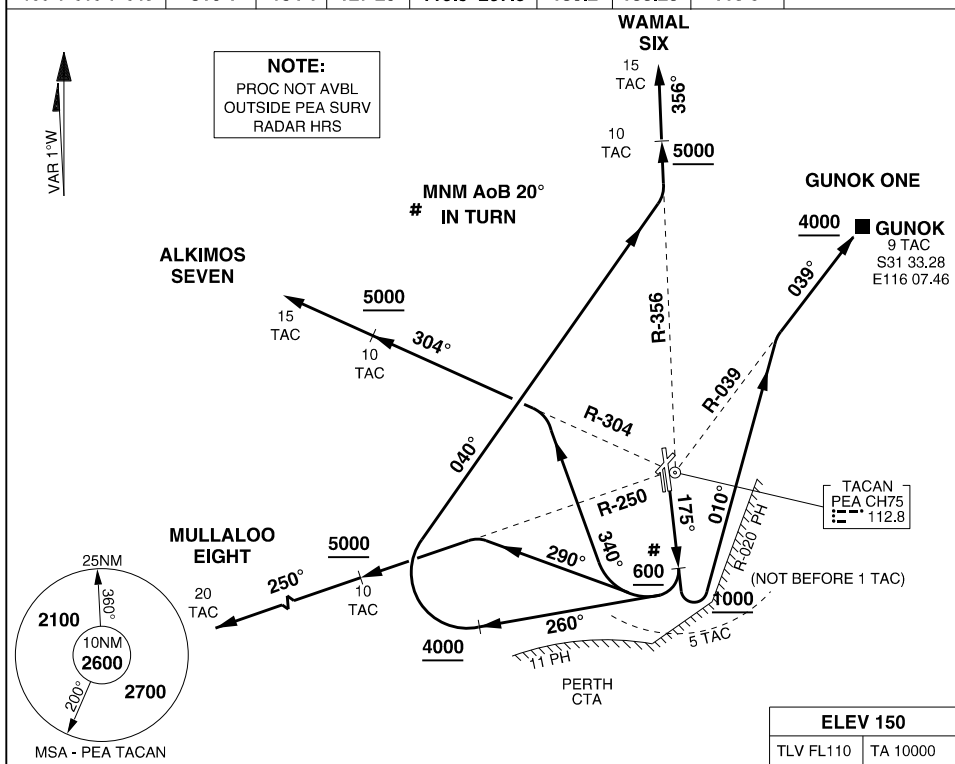 WAMAL
SIX
15
TAC
356°
10
TAC
5000
NOTE:
PROC NOT AVBL
OUTSIDE PEA SURV
RADAR HRS
VAR 1°W
MNM AoB 20°
# IN TURN
GUNOK ONE
4000
GUNOK
9 TAC
S31 33.28
E116 07.46
039°
ALKIMOS
SEVEN
5000
15
TAC
10
TAC
304°
R-356
R-039
R-304
040°
R-250
175°
010°
TACAN
PEA CH75
112.8
R-020 PH
MULLALOO
EIGHT
5000
290°
340°
#
600
(NOT BEFORE 1 TAC)
1000
250°
20
TAC
10
TAC
260°
4000
5 TAC
11 PH
PERTH
CTA
25NM
360°
2100
10NM
2600
2700
200°
MSA - PEA TACAN
ELEV 150
TLV FL110 TA 10000